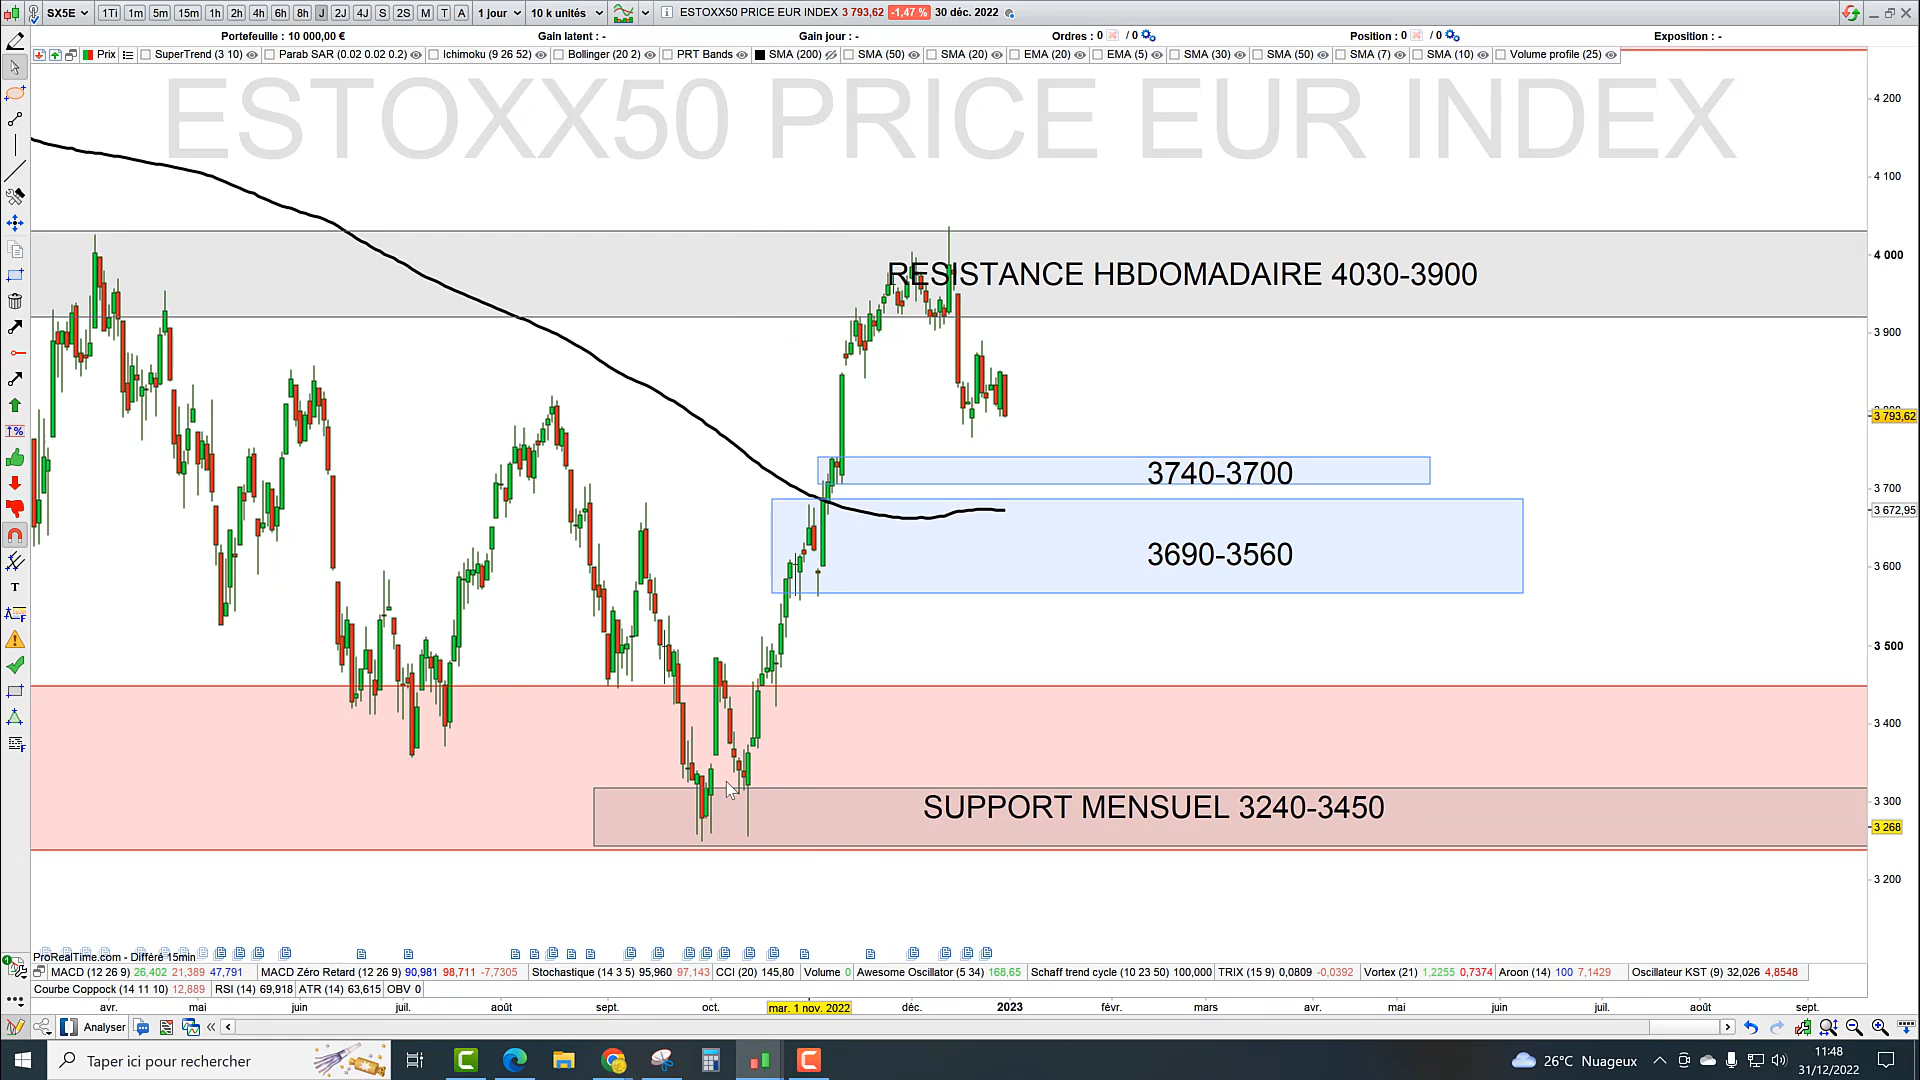 SX5E 1Ti 1m 5m 15m 1h 2h 4h 6h 8h J 2J 4J S 2S M T A 1 jour 10 k unités ESTOXX50 PRICE EUR INDEX 3 793,62 -1,47 % 30 déc. 2022
Portefeuille : 10 000,00 € Gain latent : - Gain jour : - Ordres : 0 / 0 Position : 0 / 0 Exposition : -
Prix SuperTrend (3 10) Parab SAR (0.02 0.02 0.2) Ichimoku (9 26 52) Bollinger (20 2) PRT Bands SMA (200) SMA (50) SMA (20) EMA (20) EMA (5) SMA (30) SMA (50) SMA (7) SMA (10) Volume profile (25)
ESTOXX50 PRICE EUR INDEX
4 200
4 100
4 000
RESISTANCE HBDOMADAIRE 4030-3900
3 900
3 793,62
3740-3700
3 700
3 672,95
3690-3560
3 600
3 500
3 400
3 300
SUPPORT MENSUEL 3240-3450
3 268
3 200
ProRealTime.com - Différé 15min
MACD (12 26 9) 26,402 21,389 47,791 MACD Zéro Retard (12 26 9) 90,981 98,711 -7,7305 Stochastique (14 3 5) 95,960 97,143 CCI (20) 145,80 Volume 0 Awesome Oscillator (5 34) 168,65 Schaff trend cycle (10 23 50) 100,000 TRIX (15 9) 0,0809 -0,0392 Vortex (21) 1,2255 0,7374 Aroon (14) 100 7,1429 Oscillateur KST (9) 32,026 4,8548
Courbe Coppock (14 11 10) 12,889 RSI (14) 69,918 ATR (14) 63,615 OBV 0
avr. mai juin juil. août sept. oct. mar. 1 nov. 2022 déc. 2023 févr. mars avr. mai juin juil. août sept.
Analyser
Taper ici pour rechercher 26°C Nuageux 11:48
31/12/2022